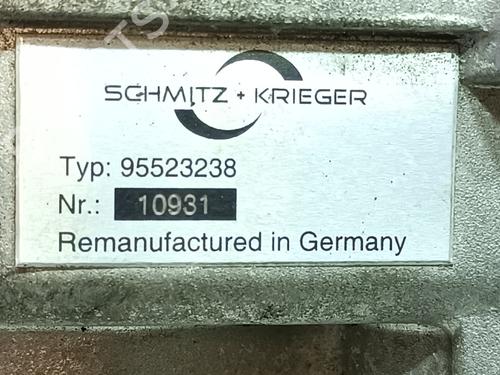 SCHMITZ + KRIEGER
Typ: 95523238
Nr.: 10931
Remanufactured in Germany